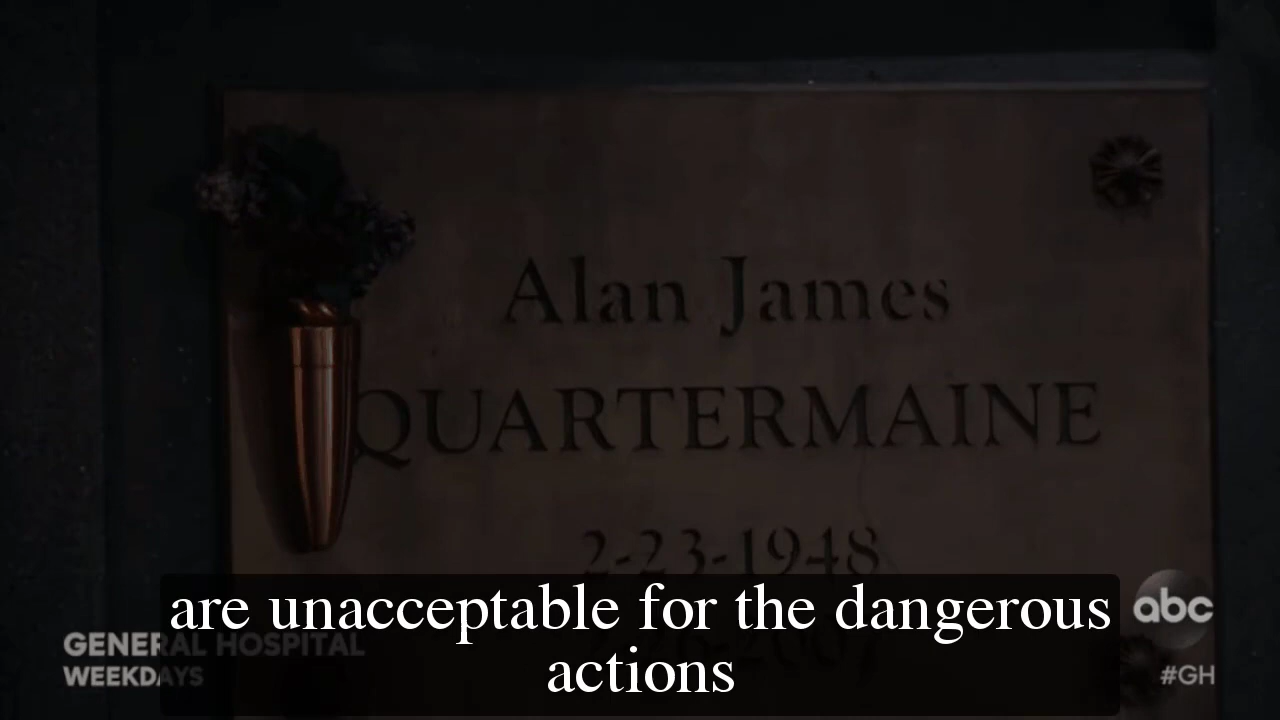 Alan James
QUARTERMAINE
2-23-1948
are unacceptable for the dangerous
actions
GENERAL HOSPITAL
WEEKDAYS
abc
#GH